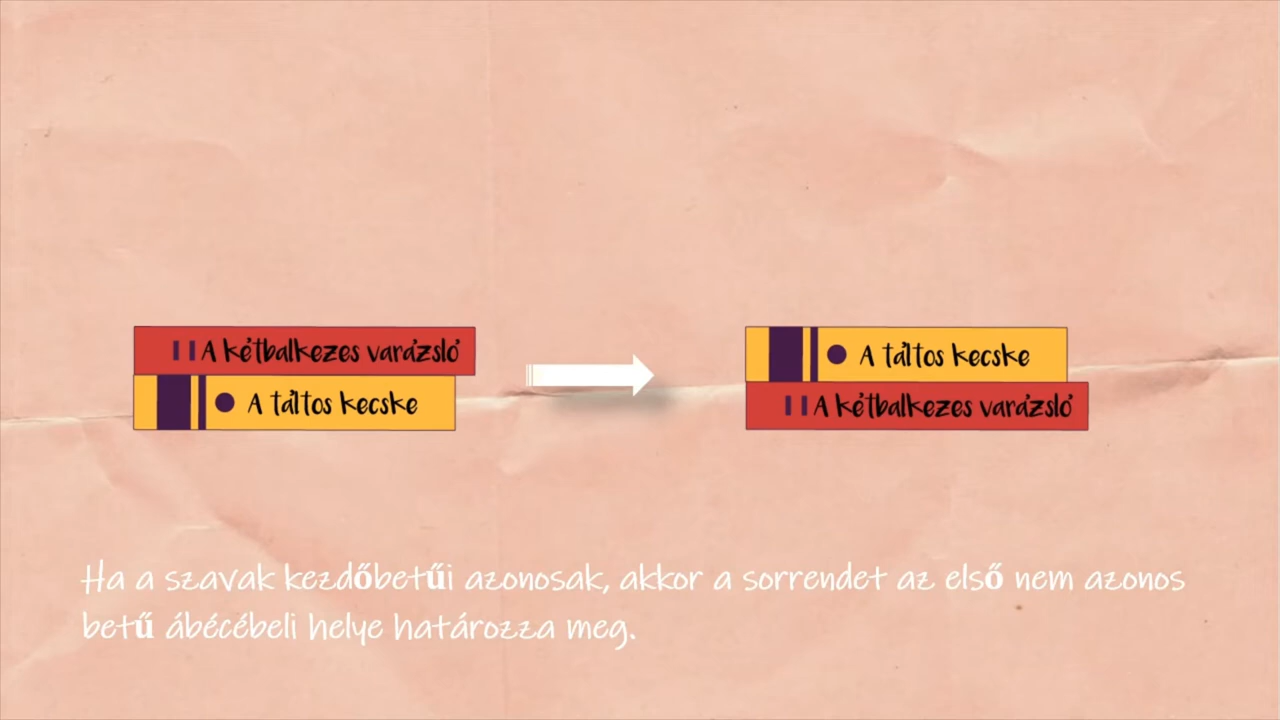 A kétbalkezes varázsló
A táltos kecske
A táltos kecske
A kétbalkezes varázsló
Ha a szavak kezdőbetűi azonosak, akkor a sorrendet az első nem azonos
betű ábécébeli helye határozza meg.